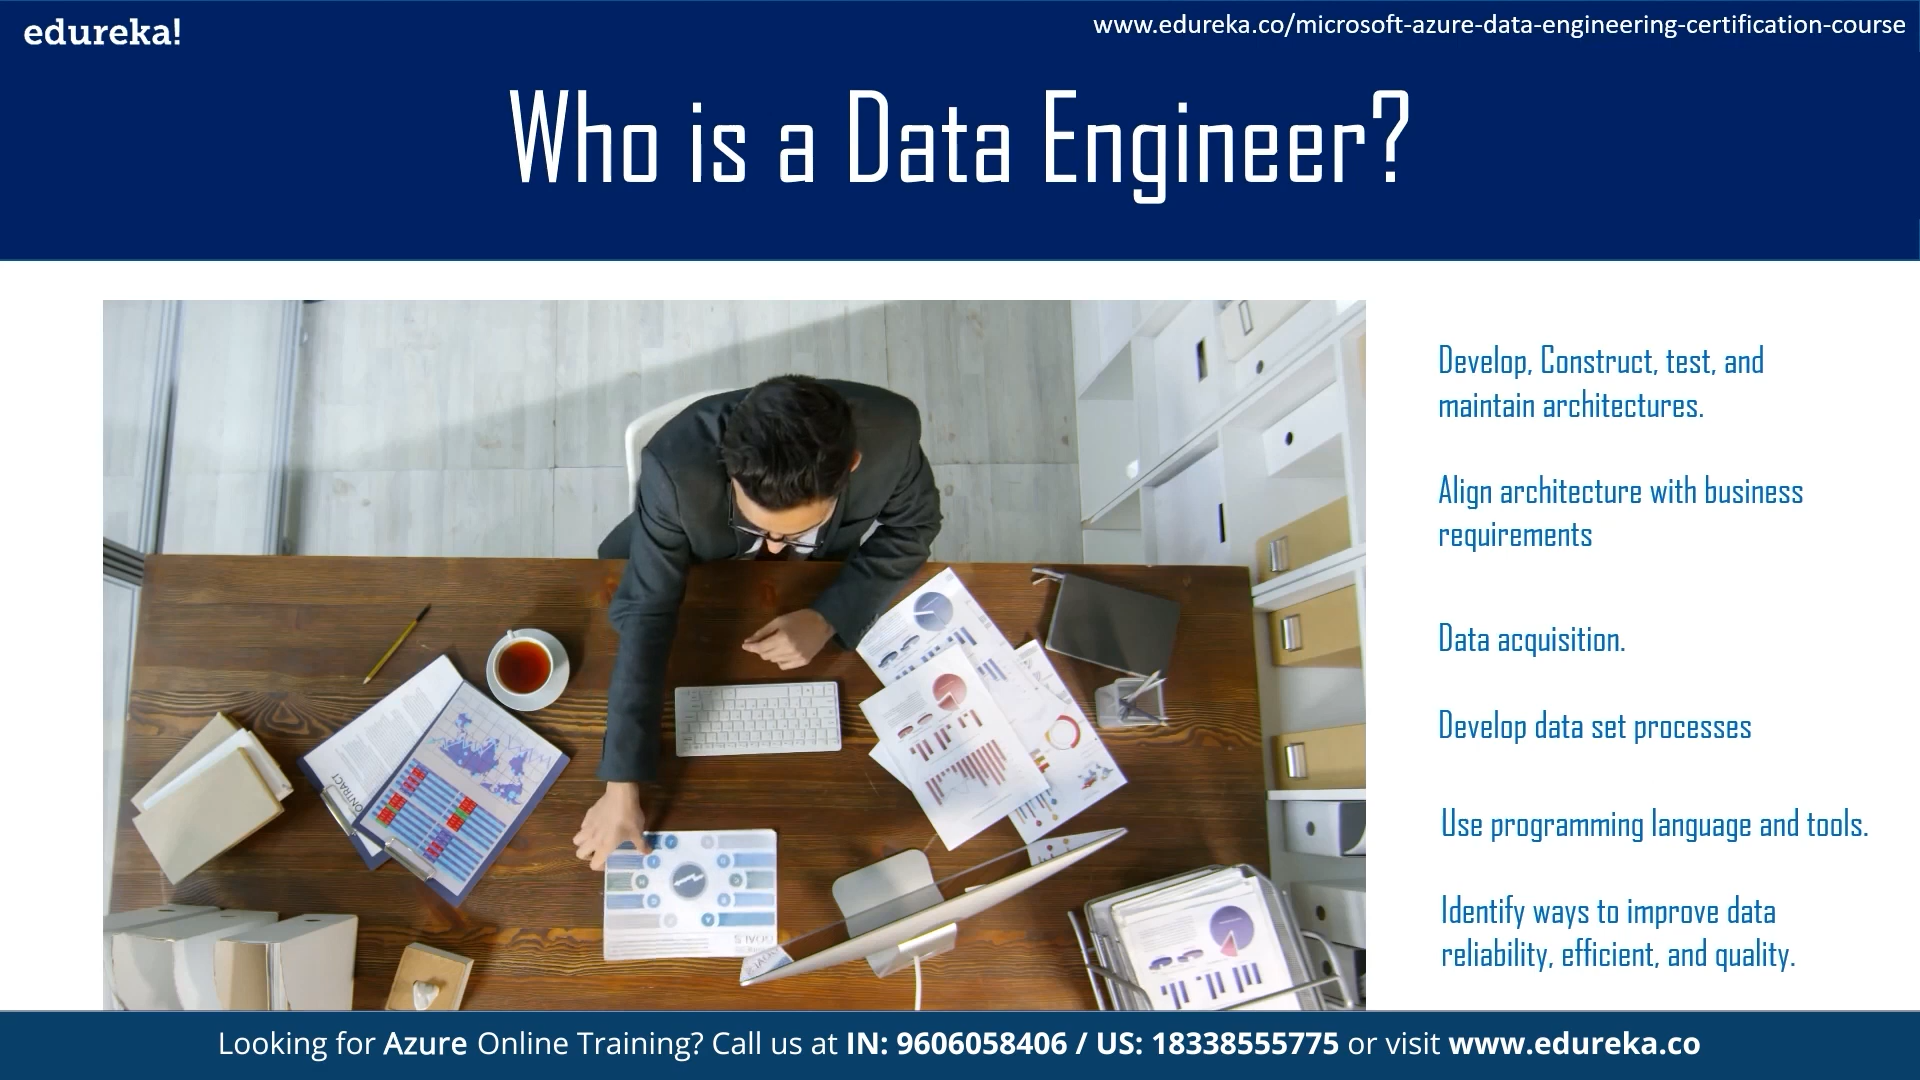 edureka!
www.edureka.co/microsoft-azure-data-engineering-certification-course
Who is a Data Engineer?
Develop, Construct, test, and
maintain architectures.
Align architecture with business
requirements
Data acquisition.
Develop data set processes
Use programming language and tools.
Identify ways to improve data
reliability, efficient, and quality.
CONTRACT
GOALS
Looking for Azure Online Training? Call us at IN: 9606058406 / US: 18338555775 or visit www.edureka.co